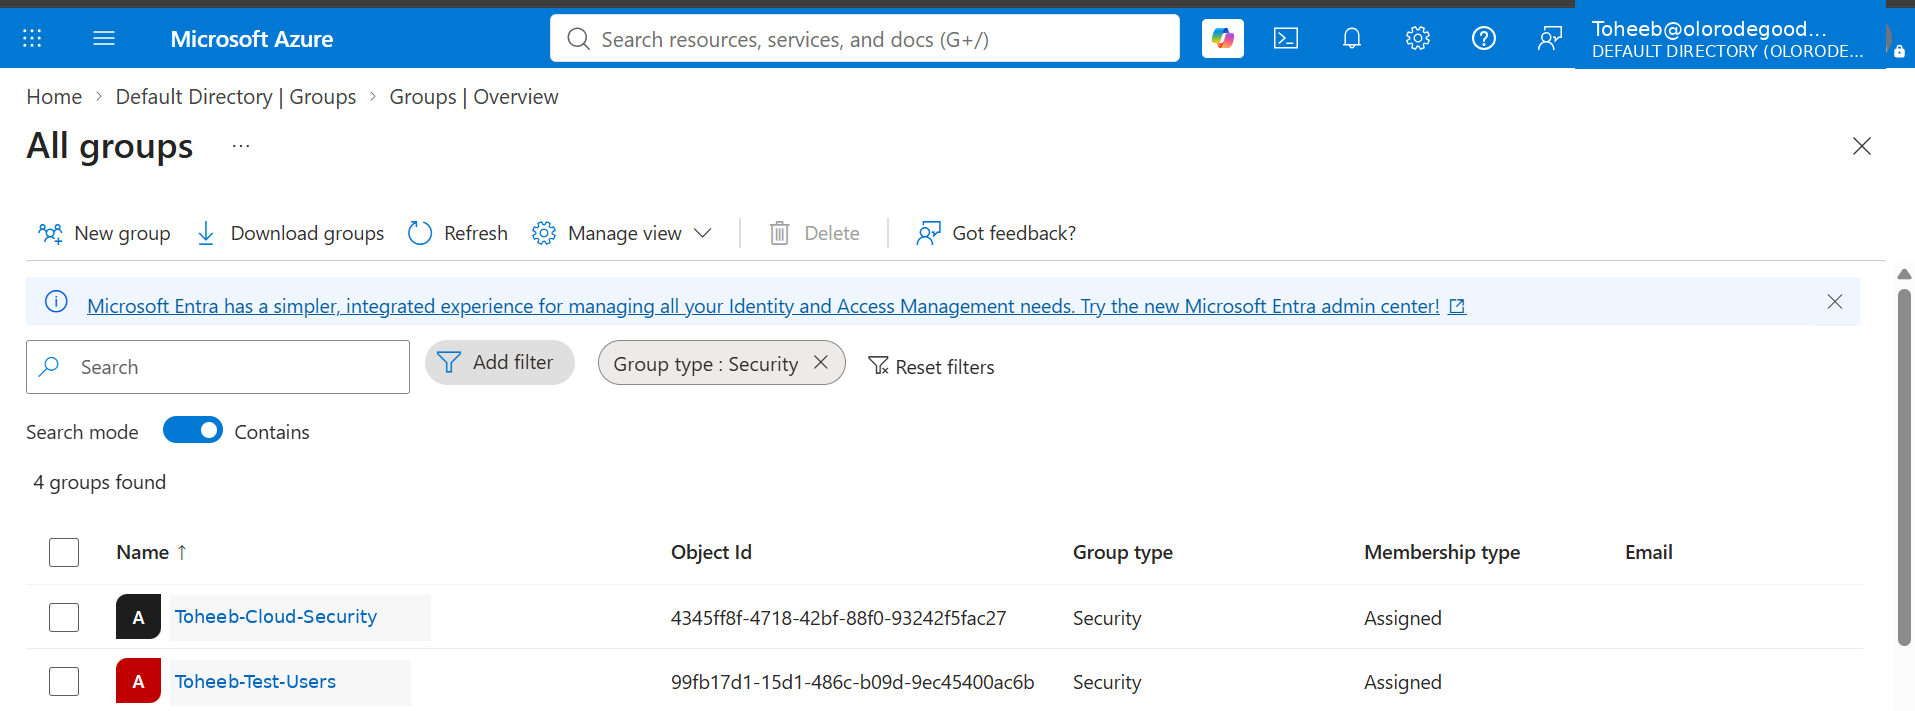 Microsoft Azure
Search resources, services, and docs (G+/)
Toheeb@olorodegood...
DEFAULT DIRECTORY (OLORODE...
Home > Default Directory | Groups > Groups | Overview
All groups ...
New group Download groups Refresh Manage view Delete Got feedback?
Microsoft Entra has a simpler, integrated experience for managing all your Identity and Access Management needs. Try the new Microsoft Entra admin center!
Search Add filter Group type : Security Reset filters
Search mode Contains
4 groups found
Name ↑ Object Id Group type Membership type Email
A Toheeb-Cloud-Security 4345ff8f-4718-42bf-88f0-93242f5fac27 Security Assigned
A Toheeb-Test-Users 99fb17d1-15d1-486c-b09d-9ec45400ac6b Security Assigned